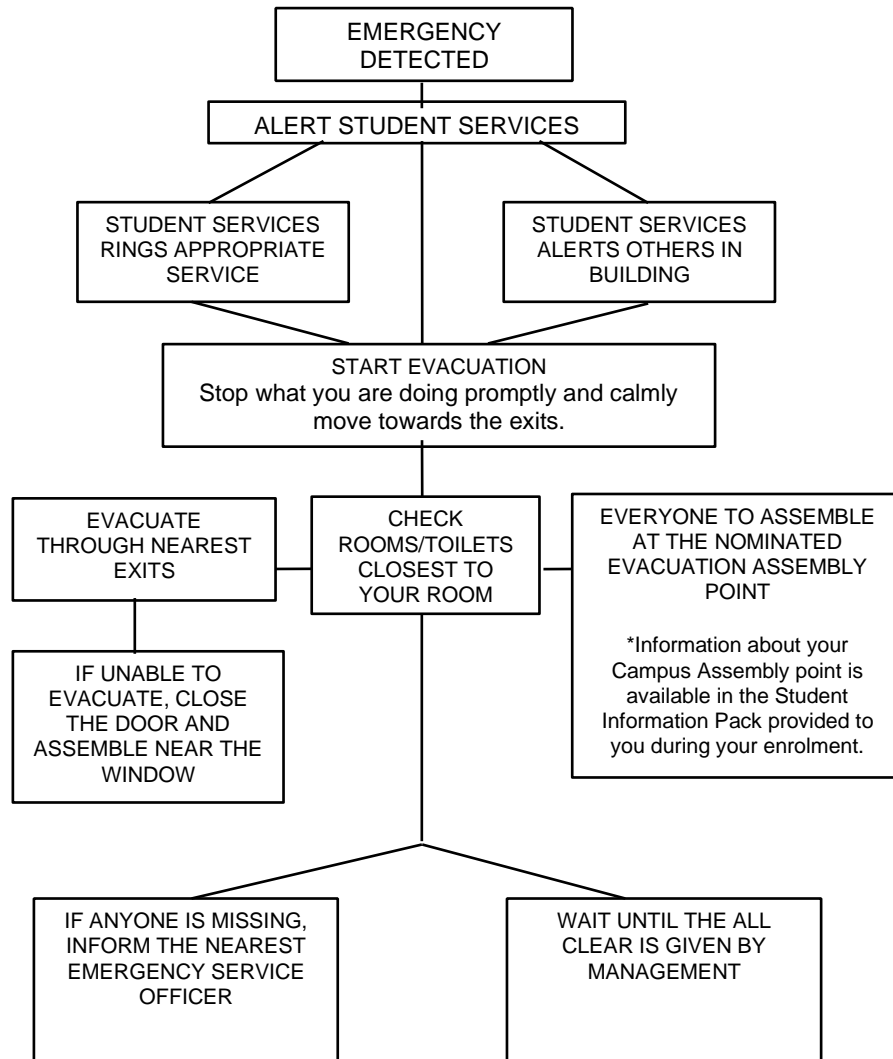 EMERGENCY
DETECTED
ALERT STUDENT SERVICES
STUDENT SERVICES
RINGS APPROPRIATE
SERVICE
STUDENT SERVICES
ALERTS OTHERS IN
BUILDING
START EVACUATION
Stop what you are doing promptly and calmly
move towards the exits.
EVACUATE
THROUGH NEAREST
EXITS
CHECK
ROOMS/TOILETS
CLOSEST TO
YOUR ROOM
EVERYONE TO ASSEMBLE
AT THE NOMINATED
EVACUATION ASSEMBLY
POINT
*Information about your
Campus Assembly point is
available in the Student
Information Pack provided to
you during your enrolment.
IF UNABLE TO
EVACUATE, CLOSE
THE DOOR AND
ASSEMBLE NEAR THE
WINDOW
IF ANYONE IS MISSING,
INFORM THE NEAREST
EMERGENCY SERVICE
OFFICER
WAIT UNTIL THE ALL
CLEAR IS GIVEN BY
MANAGEMENT